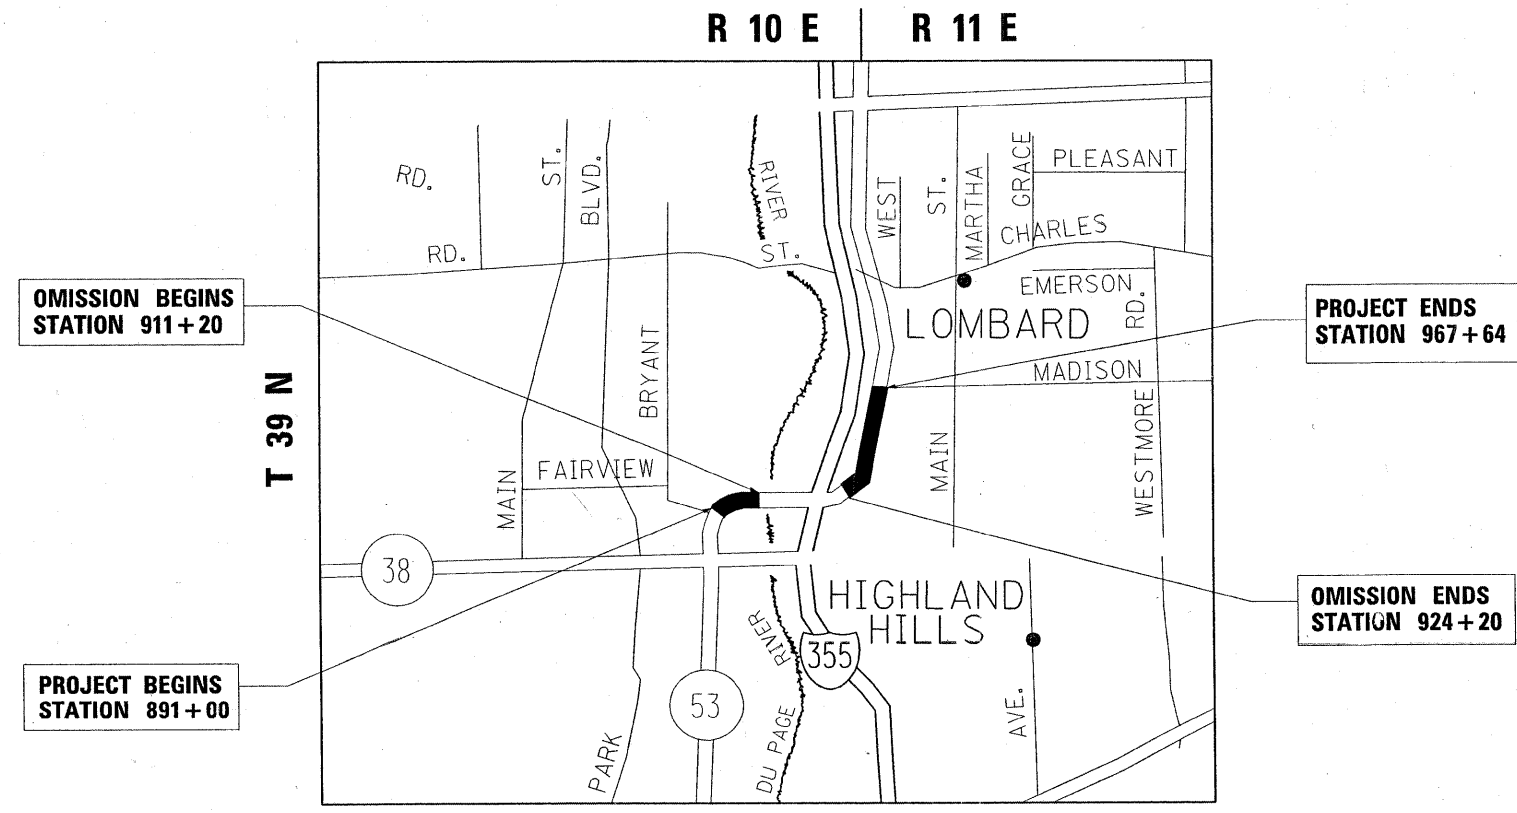 R 10 E
R 11 E
T 39 N
RD.
RD.
ST.
BLVD.
RIVER
ST.
WEST
ST.
MARTHA
GRACE
PLEASANT
CHARLES
EMERSON
RD.
LOMBARD
MADISON
OMISSION BEGINS
STATION 911+20
PROJECT ENDS
STATION 967+64
BRYANT
FAIRVIEW
MAIN
MAIN
WESTMORE
38
HIGHLAND
HILLS
OMISSION ENDS
STATION 924+20
RIVER
355
PROJECT BEGINS
STATION 891+00
53
AVE.
PARK
DU PAGE